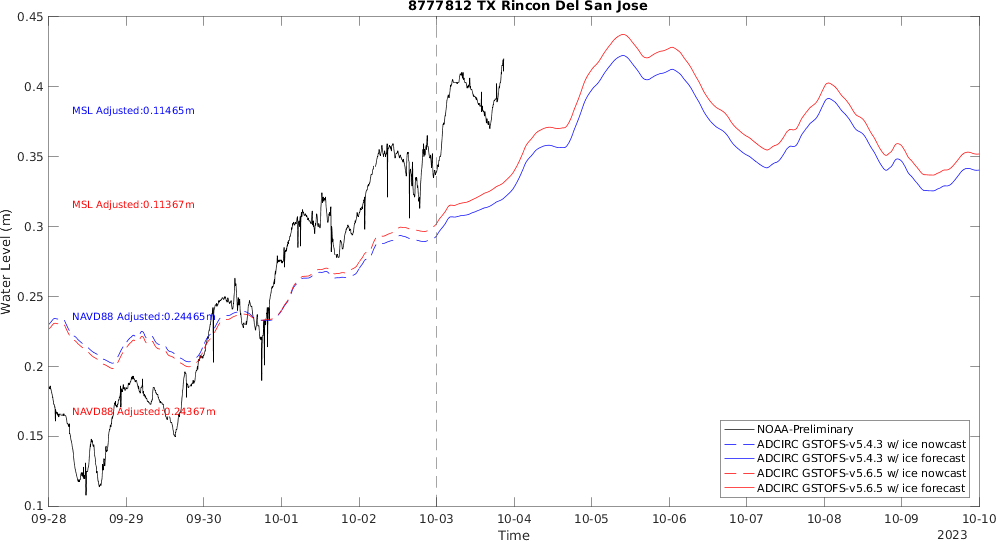 8777812 TX Rincon Del San Jose
0.45
0.4
0.35
0.3
0.25
0.2
0.15
0.1
Water Level (m)
MSL Adjusted:0.11465m
MSL Adjusted:0.11367m
NAVD88 Adjusted:0.24465m
NAVD88 Adjusted:0.24367m
NOAA-Preliminary
ADCIRC GSTOFS-v5.4.3 w/ ice nowcast
ADCIRC GSTOFS-v5.4.3 w/ ice forecast
ADCIRC GSTOFS-v5.6.5 w/ ice nowcast
ADCIRC GSTOFS-v5.6.5 w/ ice forecast
09-28 09-29 09-30 10-01 10-02 10-03 10-04 10-05 10-06 10-07 10-08 10-09 10-10
Time
2023